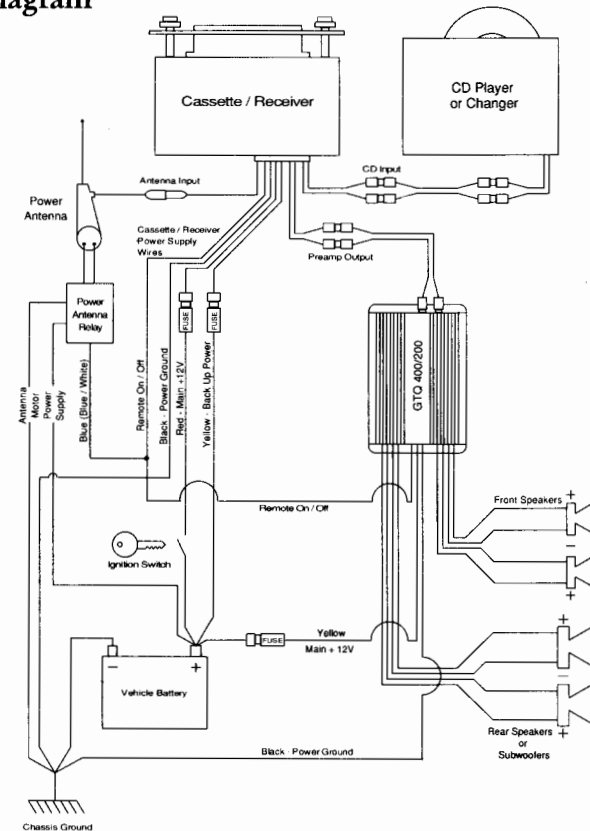 Diagram
Cassette / Receiver
CD Player
or Changer
Antenna Input
CD Input
Power
Antenna
Cassette / Receiver
Power Supply
Wires
Preamp Output
Power
Antenna
Relay
FUSE
FUSE
GTQ 400/200
Antenna
Motor
Power
Supply
Blue (Blue / White)
Remote On / Off
Black - Power Ground
Red - Main +12V
Yellow - Back Up Power
Remote On / Off
Front Speakers
+
−
+
Ignition Switch
FUSE
Yellow
Main + 12V
− +
Vehicle Battery
+
−
+
Rear Speakers
or
Subwoofers
Black - Power Ground
Chassis Ground